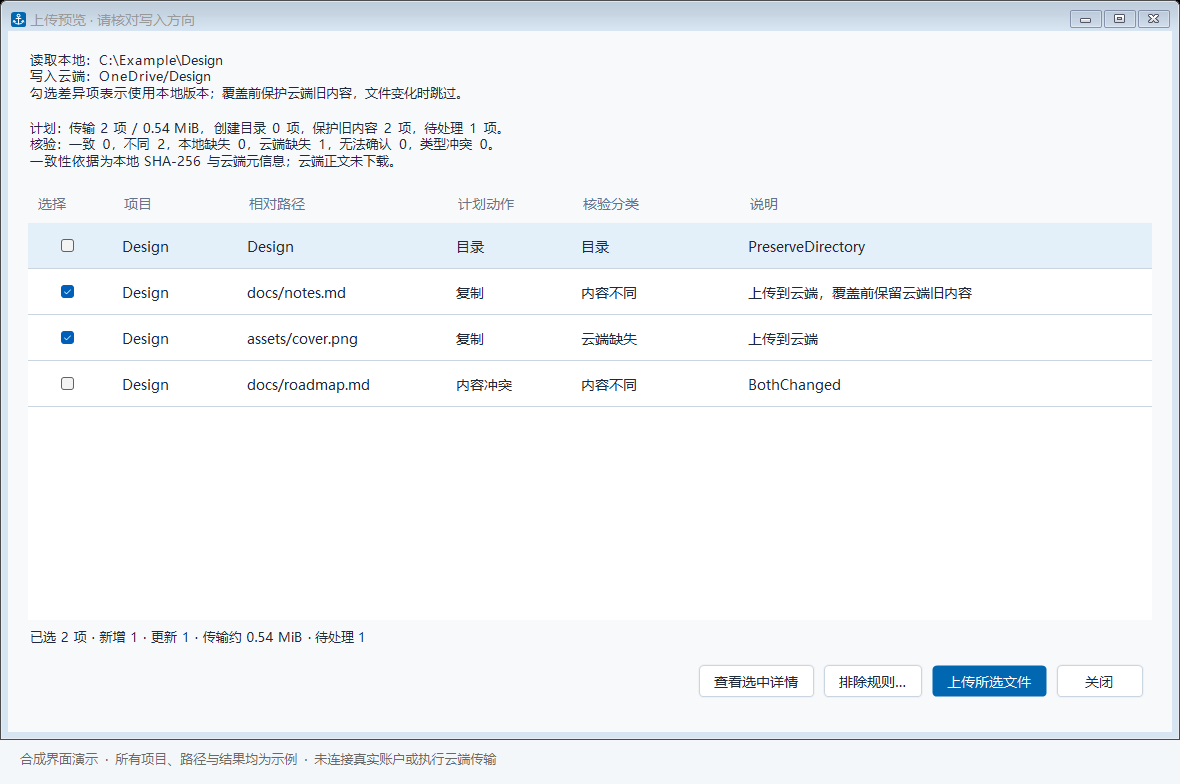 上传预览 · 请核对写入方向
读取本地：C:\Example\Design
写入云端：OneDrive/Design
勾选差异项表示使用本地版本；覆盖前保护云端旧内容，文件变化时跳过。
计划：传输 2 项 / 0.54 MiB，创建目录 0 项，保护旧内容 2 项，待处理 1 项。
核验：一致 0，不同 2，本地缺失 0，云端缺失 1，无法确认 0，类型冲突 0。
一致性依据为本地 SHA-256 与云端元信息；云端正文未下载。
选择 项目 相对路径 计划动作 核验分类 说明
Design Design 目录 目录 PreserveDirectory
Design docs/notes.md 复制 内容不同 上传到云端，覆盖前保留云端旧内容
Design assets/cover.png 复制 云端缺失 上传到云端
Design docs/roadmap.md 内容冲突 内容不同 BothChanged
已选 2 项 · 新增 1 · 更新 1 · 传输约 0.54 MiB · 待处理 1
查看选中详情 排除规则... 上传所选文件 关闭
合成界面演示 · 所有项目、路径与结果均为示例 · 未连接真实账户或执行云端传输